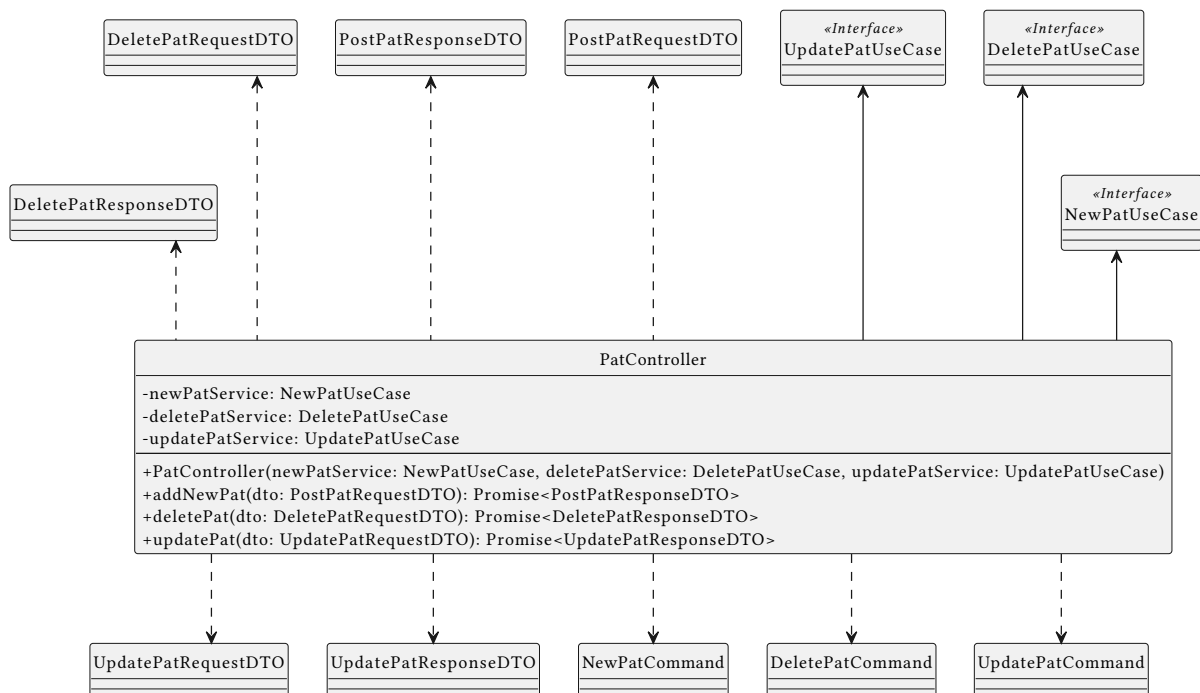 DeletePatRequestDTO
PostPatResponseDTO
PostPatRequestDTO
«Interface»
UpdatePatUseCase
«Interface»
DeletePatUseCase
DeletePatResponseDTO
«Interface»
NewPatUseCase
PatController
-newPatService: NewPatUseCase
-deletePatService: DeletePatUseCase
-updatePatService: UpdatePatUseCase
+PatController(newPatService: NewPatUseCase, deletePatService: DeletePatUseCase, updatePatService: UpdatePatUseCase)
+addNewPat(dto: PostPatRequestDTO): Promise<PostPatResponseDTO>
+deletePat(dto: DeletePatRequestDTO): Promise<DeletePatResponseDTO>
+updatePat(dto: UpdatePatRequestDTO): Promise<UpdatePatResponseDTO>
UpdatePatRequestDTO
UpdatePatResponseDTO
NewPatCommand
DeletePatCommand
UpdatePatCommand